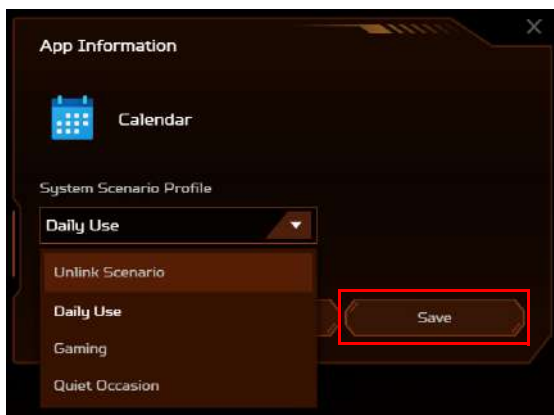 App Information
Calendar
System Scenario Profile
Daily Use
Unlink Scenario
Daily Use
Save
Gaming
Quiet Occasion